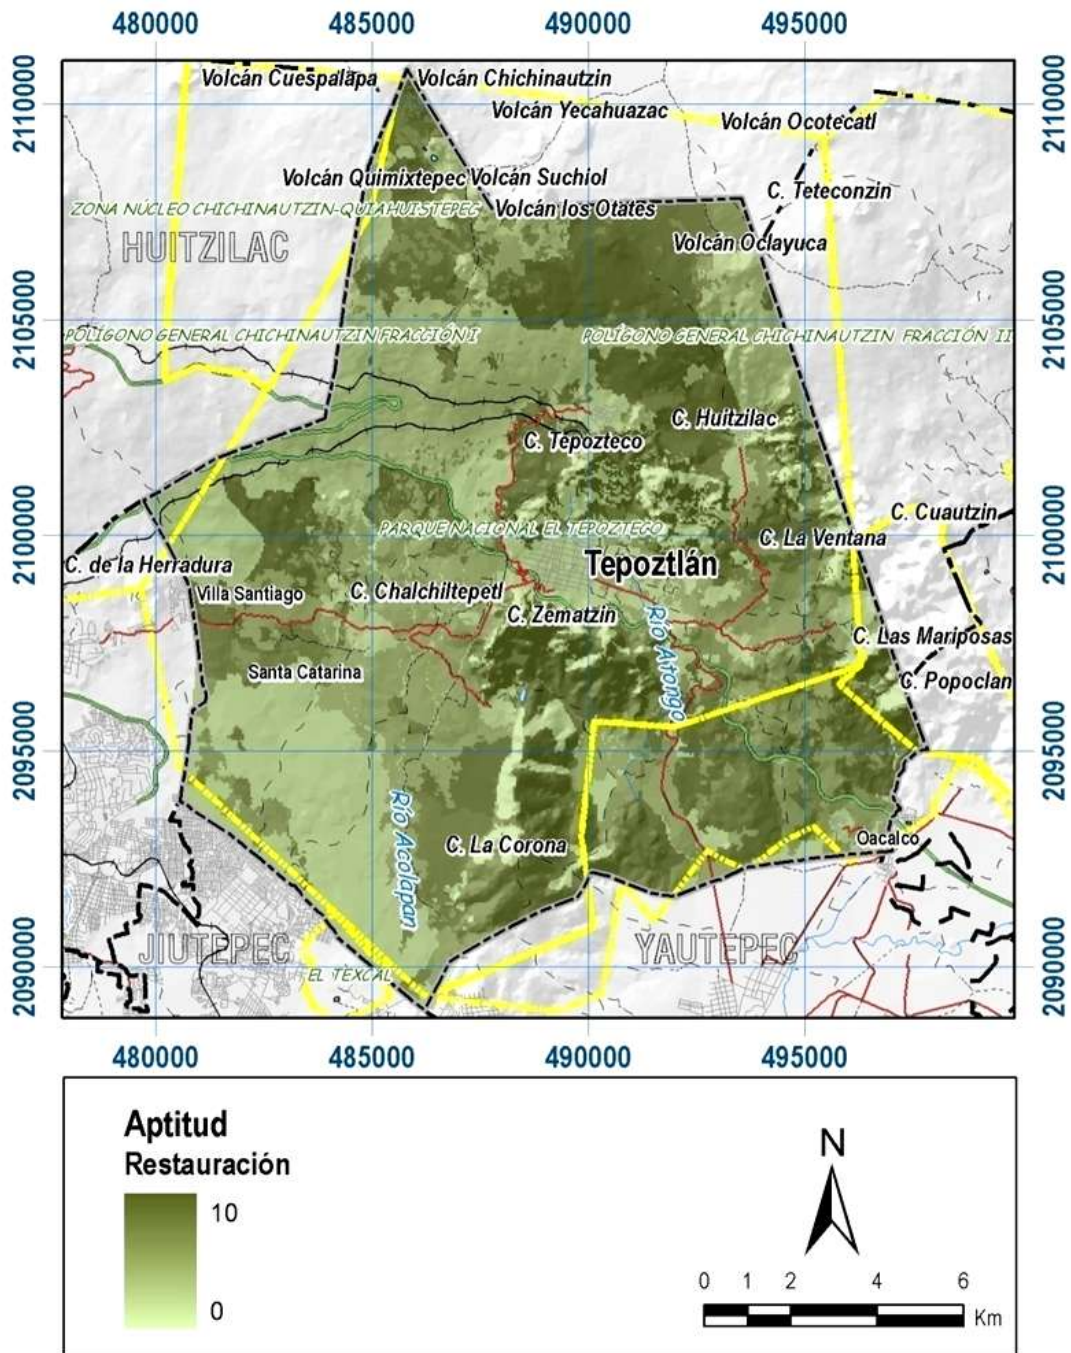 480000 485000 490000 495000
2110000 2110000
Volcán Cuespalapa Volcán Chichinautzin
Volcán Yecahuazac
Volcán Ocotecatl
Volcán Quimixtepec Volcán Suchiol
C. Teteconzin
ZONA NÚCLEO CHICHINAUTZIN-QUIAHUISTEPEC Volcán los Otates
HUITZILAC
Volcán Oclayuca
2105000 2105000
POLÍGONO GENERAL CHICHINAUTZIN FRACCIÓN I POLÍGONO GENERAL CHICHINAUTZIN FRACCIÓN II
C. Huitzilac
C. Tepozteco
2100000 2100000
C. Cuautzin
PARQUE NACIONAL EL TEPOZTECO
C. La Ventana
C. de la Herradura
Tepoztlán
Villa Santiago
C. Chalchiltepetl
C. Zematzin
Río Atongo
C. Las Mariposas
Santa Catarina
C. Popoclan
2095000 2095000
Río Acolapan
C. La Corona
Oacalco
JIUTEPEC
YAUTEPEC
EL TEXCAL
2090000 2090000
480000 485000 490000 495000
Aptitud
Restauración
10
0
N
0 1 2 4 6
Km